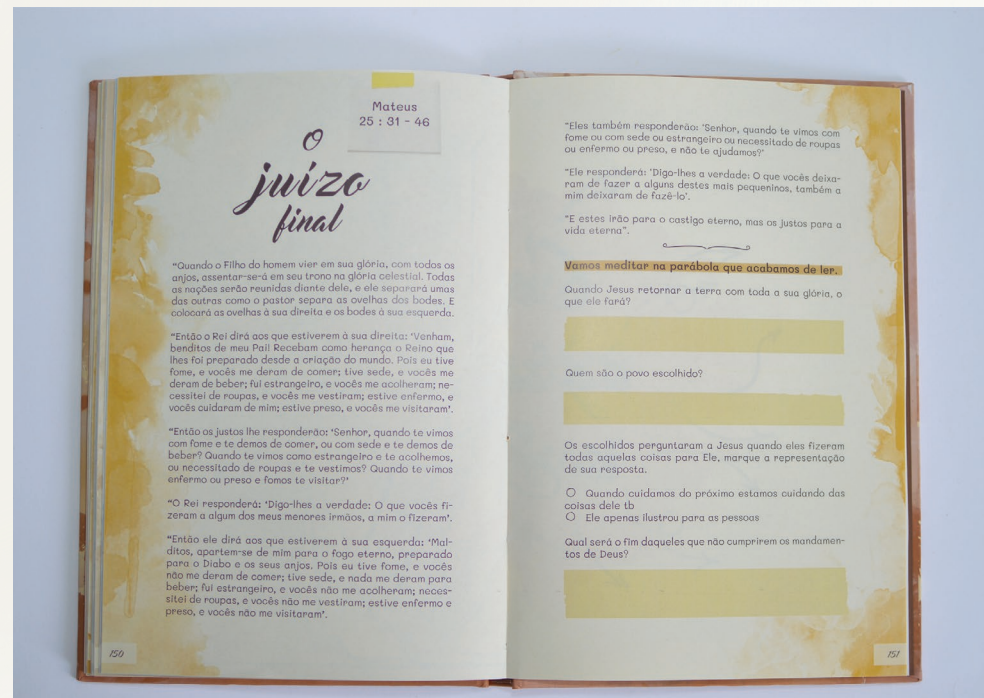 Mateus
25 : 31 - 46
O
juízo
final
"Quando o Filho do homem vier em sua glória, com todos os
anjos, assentar-se-á em seu trono na glória celestial. Todas
as nações serão reunidas diante dele, e ele separará umas
das outras como o pastor separa as ovelhas dos bodes. E
colocará as ovelhas à sua direita e os bodes à sua esquerda.
"Então o Rei dirá aos que estiverem à sua direita: 'Venham,
benditos de meu Pai! Recebam como herança o Reino que
lhes foi preparado desde a criação do mundo. Pois eu tive
fome, e vocês me deram de comer; tive sede, e vocês me
deram de beber; fui estrangeiro, e vocês me acolheram; ne-
cessitei de roupas, e vocês me vestiram; estive enfermo, e
vocês cuidaram de mim; estive preso, e vocês me visitaram'.
"Então os justos lhe responderão: 'Senhor, quando te vimos
com fome e te demos de comer, ou com sede e te demos de
beber? Quando te vimos como estrangeiro e te acolhemos,
ou necessitado de roupas e te vestimos? Quando te vimos
enfermo ou preso e fomos te visitar?'
"O Rei responderá: 'Digo-lhes a verdade: O que vocês fi-
zeram a algum dos meus menores irmãos, a mim o fizeram'.
"Então ele dirá aos que estiverem à sua esquerda: 'Mal-
ditos, apartem-se de mim para o fogo eterno, preparado
para o Diabo e os seus anjos. Pois eu tive fome, e vocês
não me deram de comer; tive sede, e nada me deram para
beber; fui estrangeiro, e vocês não me acolheram; neces-
sitei de roupas, e vocês não me vestiram; estive enfermo e
preso, e vocês não me visitaram'.
150
"Eles também responderão: 'Senhor, quando te vimos com
fome ou com sede ou estrangeiro ou necessitado de roupas
ou enfermo ou preso, e não te ajudamos?'
"Ele responderá: 'Digo-lhes a verdade: O que vocês deixa-
ram de fazer a alguns destes mais pequeninos, também a
mim deixaram de fazê-lo'.
"E estes irão para o castigo eterno, mas os justos para a
vida eterna".
Vamos meditar na parábola que acabamos de ler.
Quando Jesus retornar a terra com toda a sua glória, o
que ele fará?
Quem são o povo escolhido?
Os escolhidos perguntaram a Jesus quando eles fizeram
todas aquelas coisas para Ele, marque a representação
de sua resposta.
Quando cuidamos do próximo estamos cuidando das
coisas dele tb
Ele apenas ilustrou para as pessoas
Qual será o fim daqueles que não cumprirem os mandamen-
tos de Deus?
151